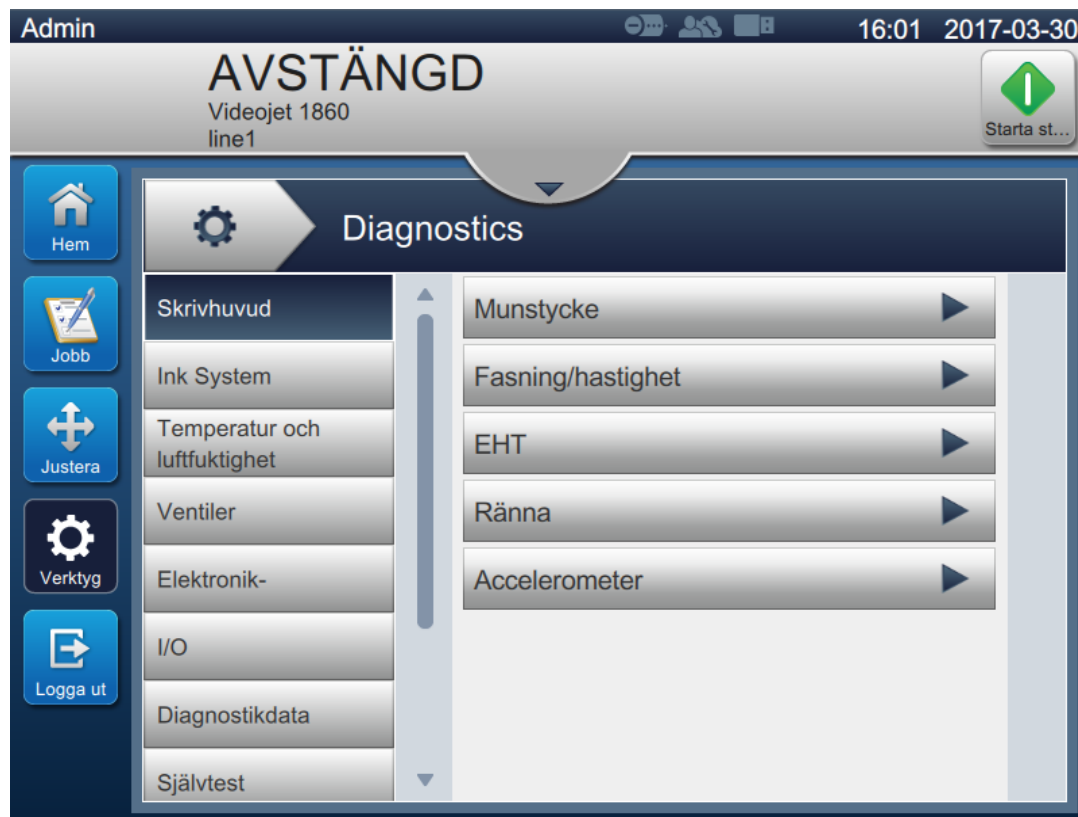 Admin
16:01 2017-03-30
AVSTÄNGD
Videojet 1860
line1
Starta st...
Hem
Jobb
Justera
Verktyg
Logga ut
Diagnostics
Skrivhuvud
Ink System
Temperatur och
luftfuktighet
Ventiler
Elektronik-
I/O
Diagnostikdata
Självtest
Munstycke
Fasning/hastighet
EHT
Ränna
Accelerometer